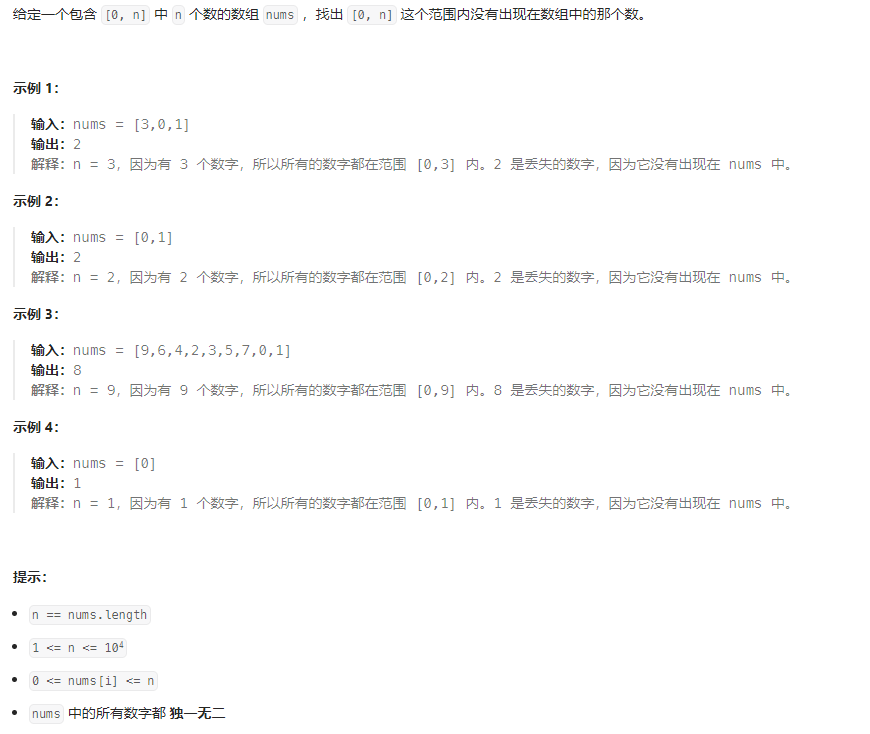 给定一个包含 [0, n] 中 n 个数的数组 nums ，找出 [0, n] 这个范围内没有出现在数组中的那个数。
示例 1：
输入：nums = [3,0,1]
输出：2
解释：n = 3，因为有 3 个数字，所以所有的数字都在范围 [0,3] 内。2 是丢失的数字，因为它没有出现在 nums 中。
示例 2：
输入：nums = [0,1]
输出：2
解释：n = 2，因为有 2 个数字，所以所有的数字都在范围 [0,2] 内。2 是丢失的数字，因为它没有出现在 nums 中。
示例 3：
输入：nums = [9,6,4,2,3,5,7,0,1]
输出：8
解释：n = 9，因为有 9 个数字，所以所有的数字都在范围 [0,9] 内。8 是丢失的数字，因为它没有出现在 nums 中。
示例 4：
输入：nums = [0]
输出：1
解释：n = 1，因为有 1 个数字，所以所有的数字都在范围 [0,1] 内。1 是丢失的数字，因为它没有出现在 nums 中。
提示：
• n == nums.length
• 1 <= n <= 10⁴
• 0 <= nums[i] <= n
• nums 中的所有数字都 独一无二